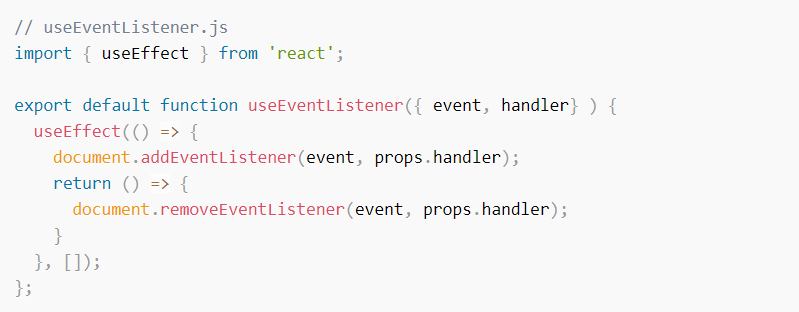 // useEventListener.js
import { useEffect } from 'react';

export default function useEventListener({ event, handler} ) {
  useEffect(() => {
    document.addEventListener(event, props.handler);
    return () => {
      document.removeEventListener(event, props.handler);
    }
  }, []);
};